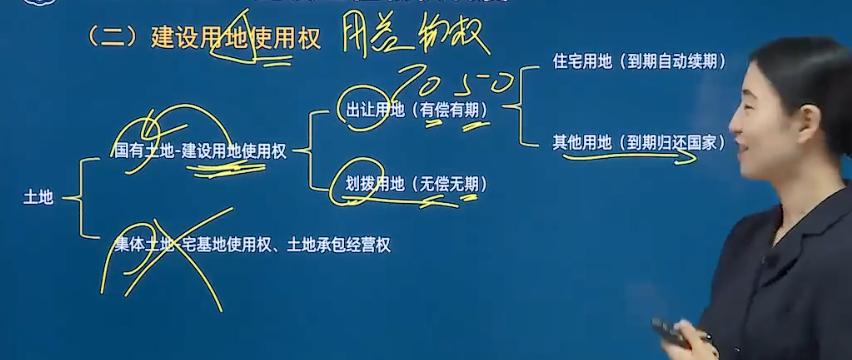 （二）建设用地使用权 用益物权
70 50
住宅用地（到期自动续期）
出让用地（有偿有期）
其他用地（到期归还国家）
国有土地-建设用地使用权
划拨用地（无偿无期）
土地
集体土地-宅基地使用权、土地承包经营权